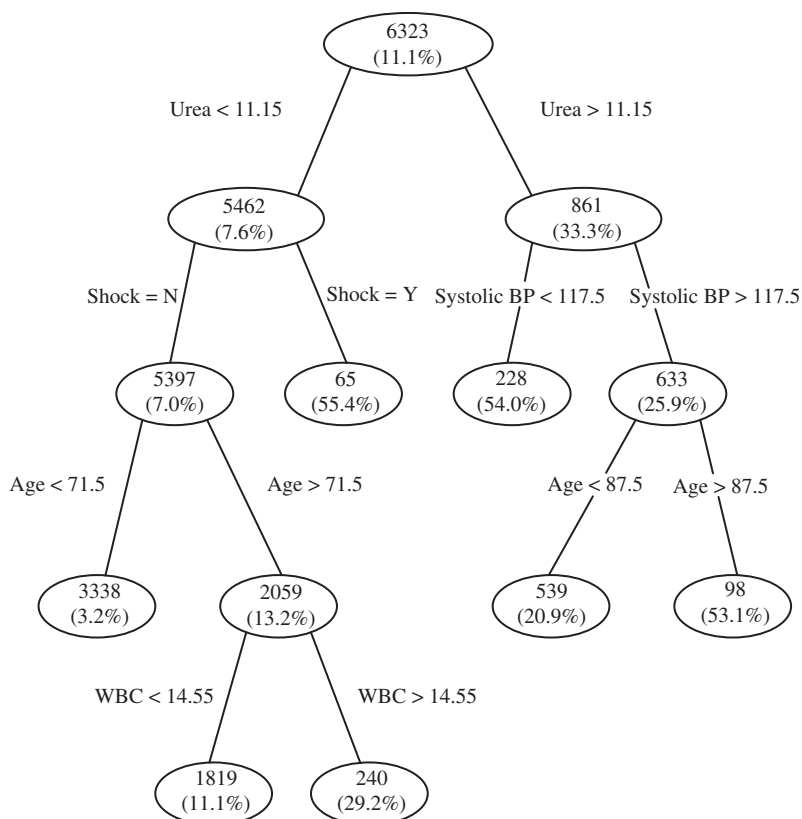 6323
(11.1%)
Urea < 11.15
Urea > 11.15
5462
(7.6%)
861
(33.3%)
Shock = N
Shock = Y
Systolic BP < 117.5
Systolic BP > 117.5
5397
(7.0%)
65
(55.4%)
228
(54.0%)
633
(25.9%)
Age < 71.5
Age > 71.5
Age < 87.5
Age > 87.5
3338
(3.2%)
2059
(13.2%)
539
(20.9%)
98
(53.1%)
WBC < 14.55
WBC > 14.55
1819
(11.1%)
240
(29.2%)